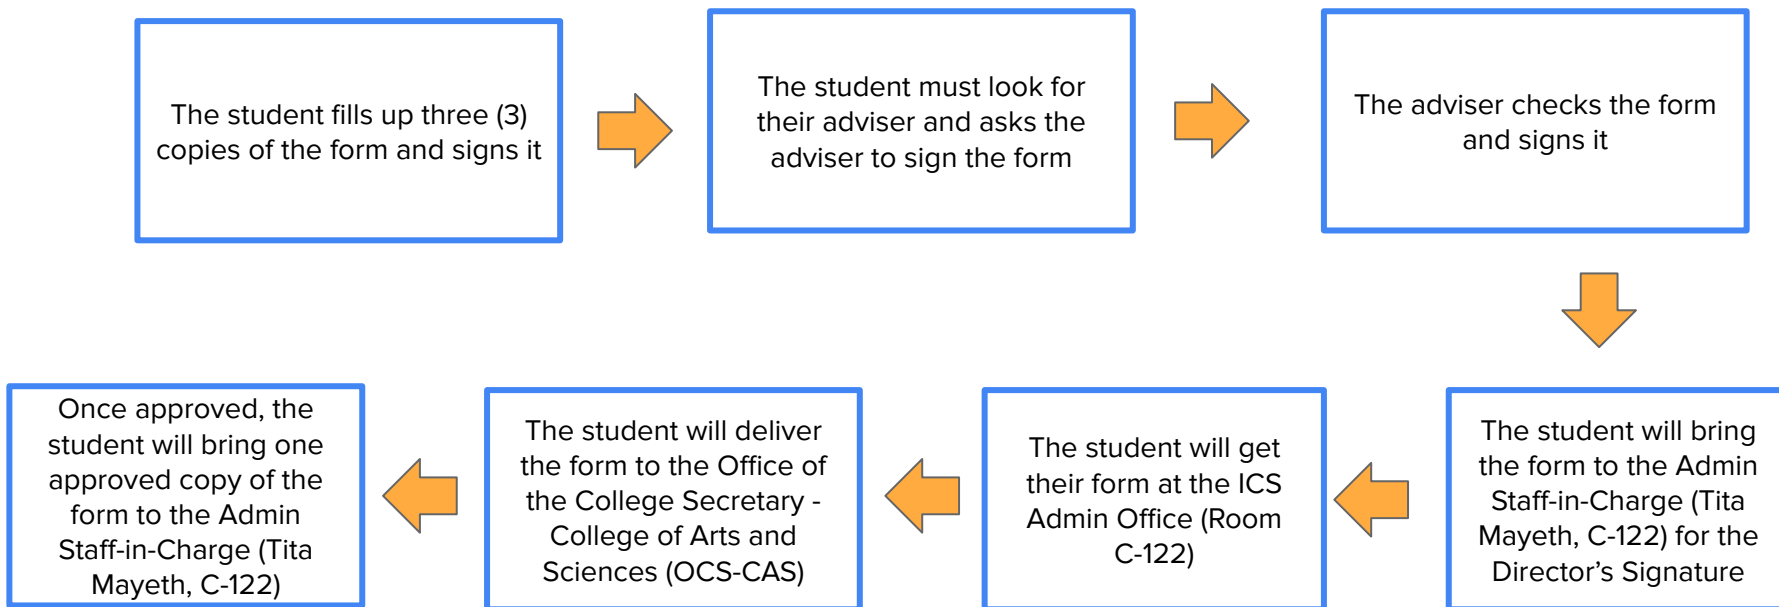 The student fills up three (3)
copies of the form and signs it
The student must look for
their adviser and asks the
adviser to sign the form
The adviser checks the form
and signs it
The student will bring
the form to the Admin
Staff-in-Charge (Tita
Mayeth, C-122) for the
Director’s Signature
The student will get
their form at the ICS
Admin Office (Room
C-122)
The student will deliver
the form to the Office of
the College Secretary -
College of Arts and
Sciences (OCS-CAS)
Once approved, the
student will bring one
approved copy of the
form to the Admin
Staff-in-Charge (Tita
Mayeth, C-122)